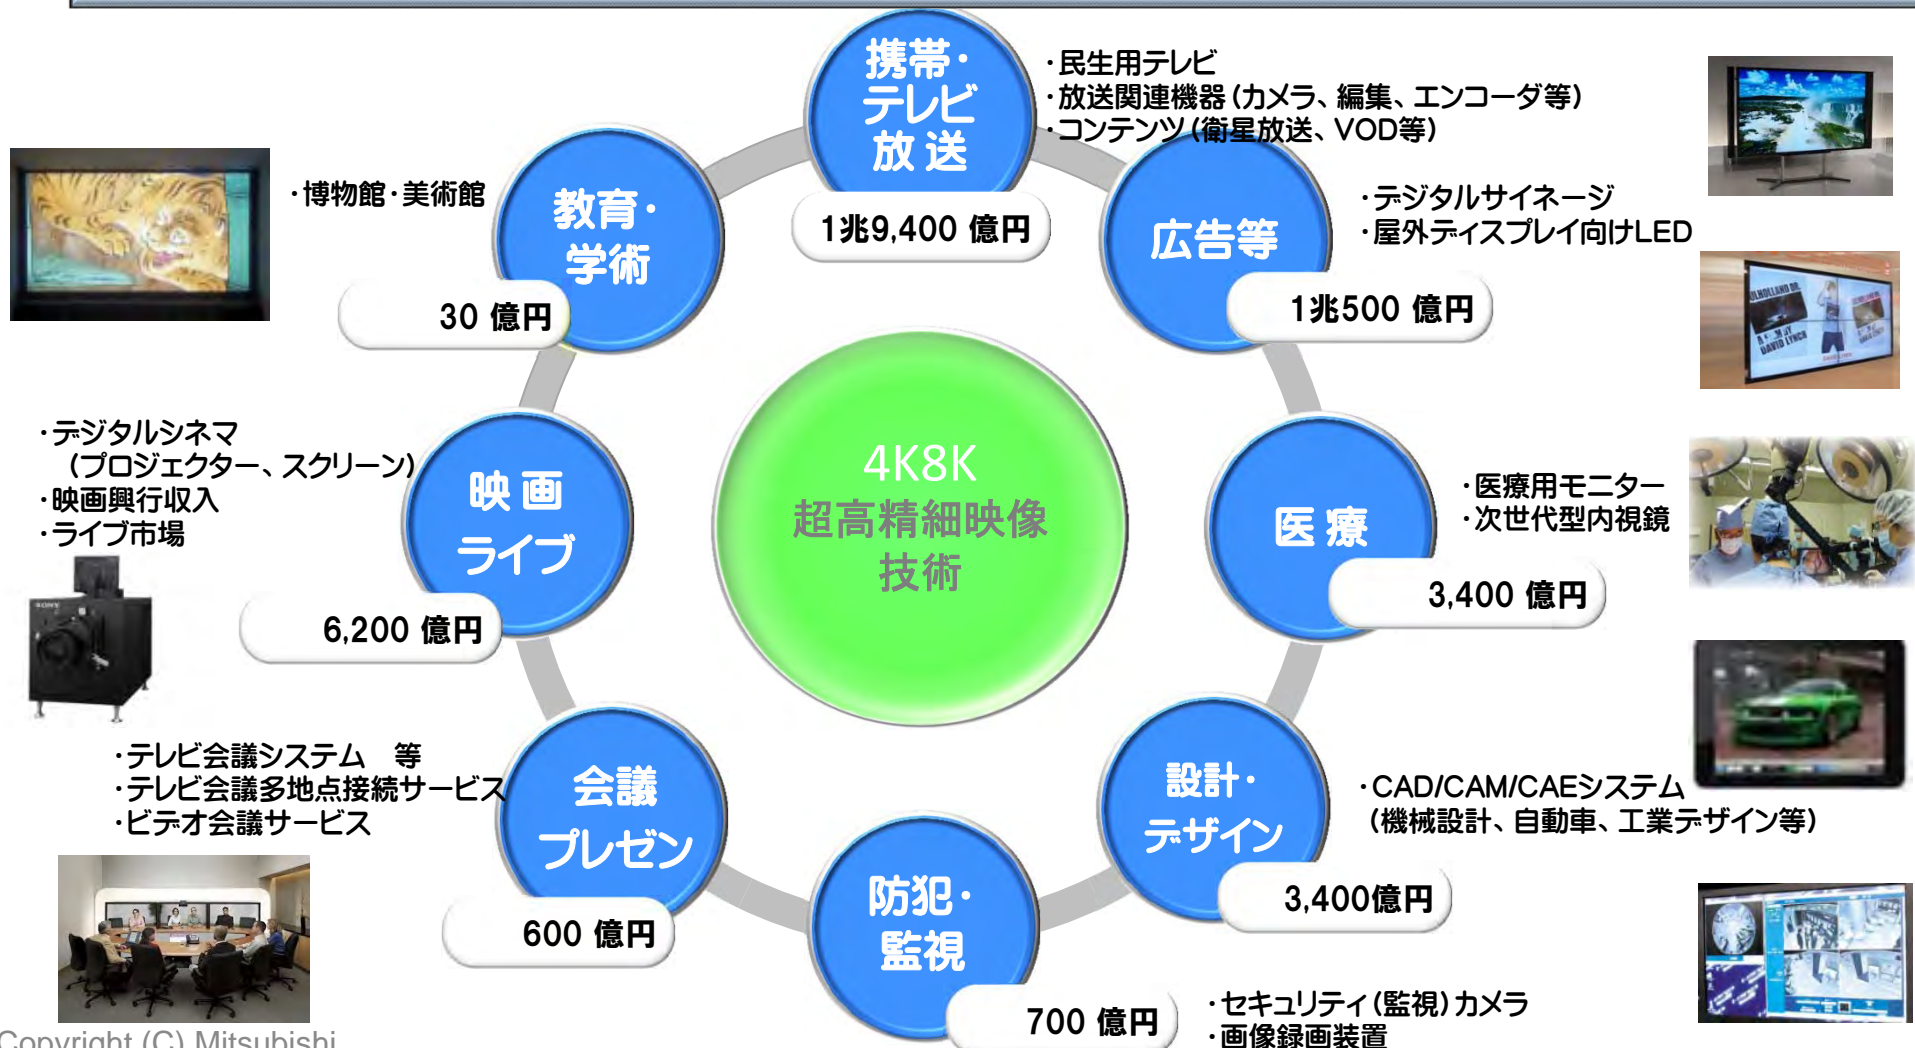 携帯・
テレビ
放送
1兆9,400 億円
・民生用テレビ
・放送関連機器(カメラ、編集、エンコーダ等)
・コンテンツ(衛星放送、VOD等)
広告等
1兆500 億円
・デジタルサイネージ
・屋外ディスプレイ向けLED
MULHOLLAND DR.
DAVID LYNCH
医療
3,400 億円
・医療用モニター
・次世代型内視鏡
設計・
デザイン
3,400億円
・CAD/CAM/CAEシステム
(機械設計、自動車、工業デザイン等)
防犯・
監視
700 億円
・セキュリティ(監視)カメラ
・画像録画装置
会議
プレゼン
600 億円
・テレビ会議システム　等
・テレビ会議多地点接続サービス
・ビデオ会議サービス
映画
ライブ
6,200 億円
・デジタルシネマ
(プロジェクター、スクリーン)
・映画興行収入
・ライブ市場
SONY
教育・
学術
30 億円
・博物館・美術館
4K8K
超高精細映像
技術
Copyright (C) Mitsubishi